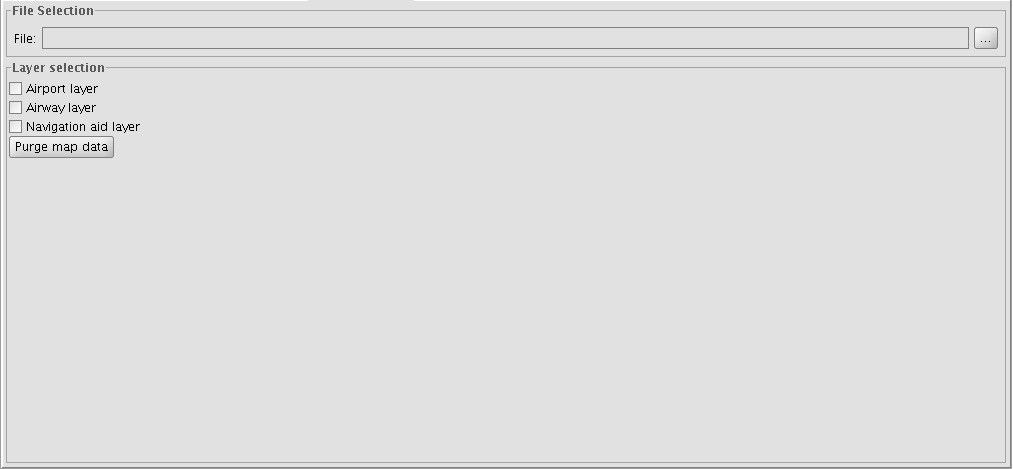 File Selection
File:
...
Layer selection
Airport layer
Airway layer
Navigation aid layer
Purge map data